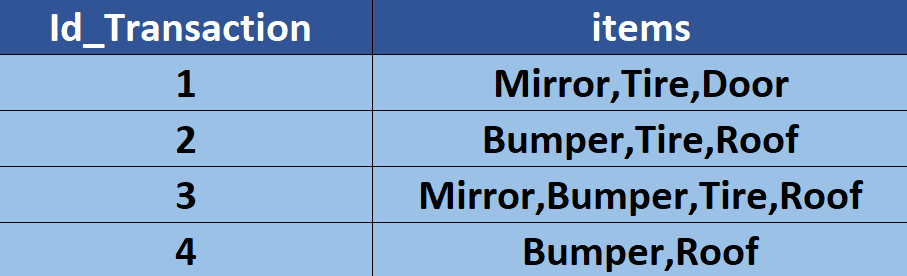 Id_Transaction items
1 Mirror,Tire,Door
2 Bumper,Tire,Roof
3 Mirror,Bumper,Tire,Roof
4 Bumper,Roof